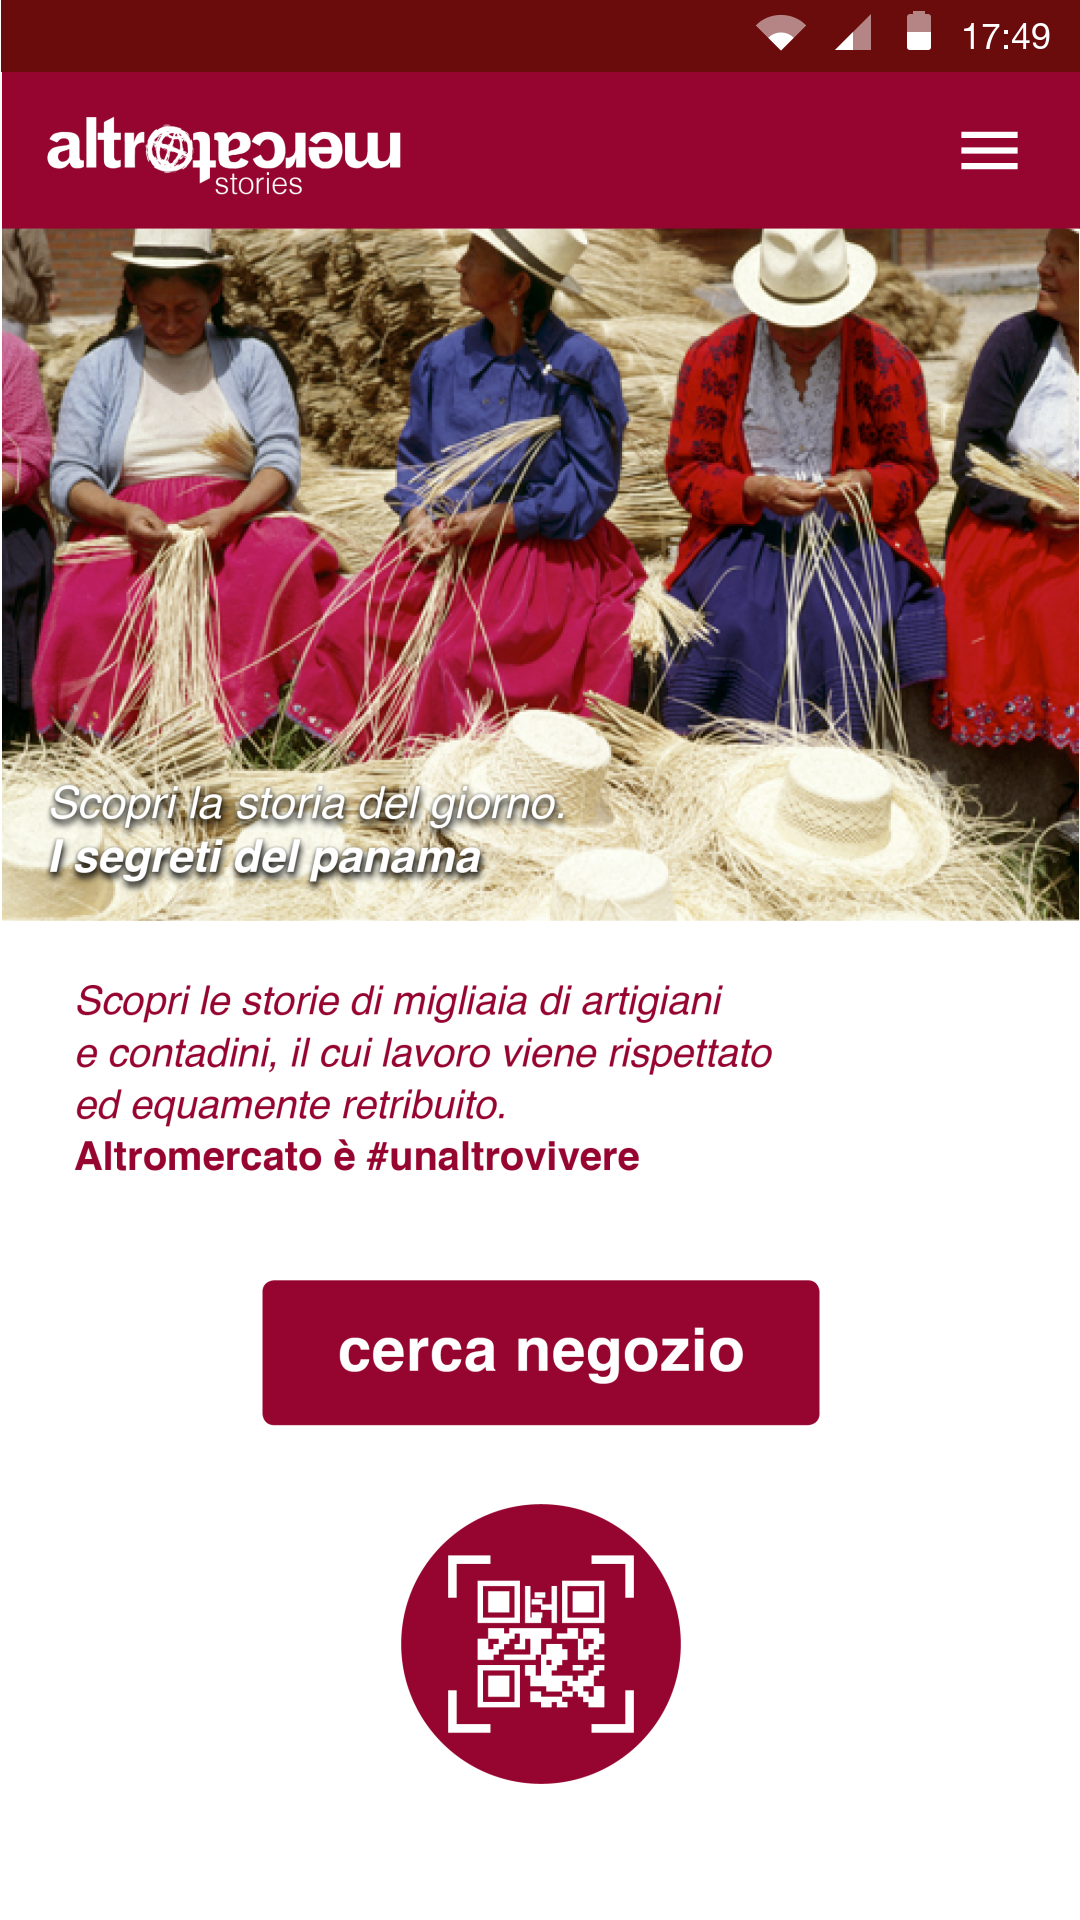 17:49
altromercato
stories
Scopri la storia del giorno.
I segreti del panama
Scopri le storie di migliaia di artigiani
e contadini, il cui lavoro viene rispettato
ed equamente retribuito.
Altromercato è #unaltrovivere
cerca negozio